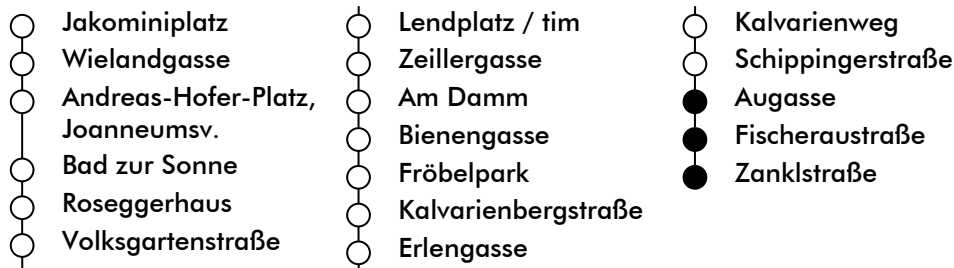 Jakominiplatz
Wielandgasse
Andreas-Hofer-Platz,
Joanneumsv.
Bad zur Sonne
Roseggerhaus
Volksgartenstraße
Lendplatz / tim
Zeillergasse
Am Damm
Bienengasse
Fröbelpark
Kalvarienbergstraße
Erlengasse
Kalvarienweg
Schippingerstraße
Augasse
Fischeraustraße
Zanklstraße